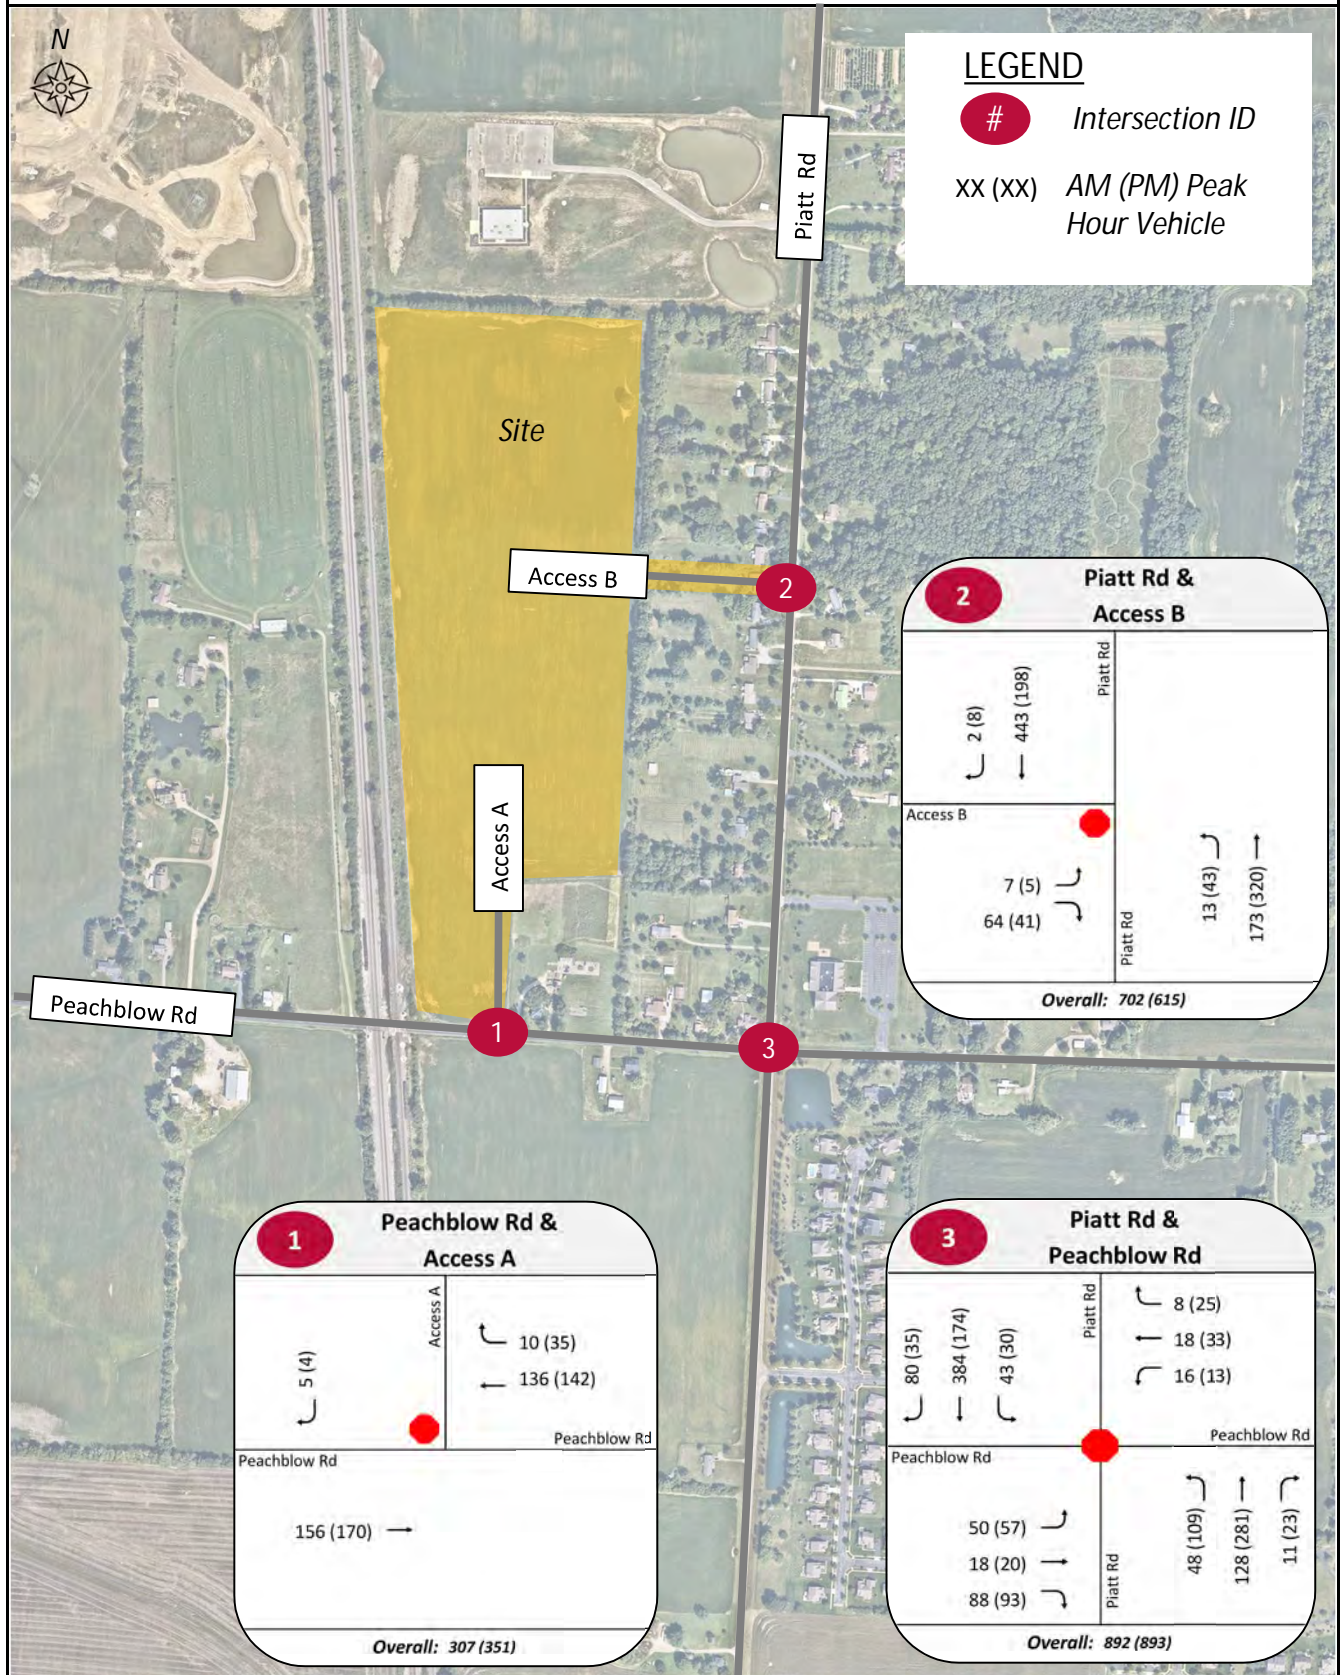 N
LEGEND
# Intersection ID
XX (XX) AM (PM) Peak
Hour Vehicle
Piatt Rd
Site
Access B
2
Access A
Peachblow Rd
1
3
2
Piatt Rd &
Access B
2 (8)
443 (198)
Piatt Rd
Access B
7 (5)
64 (41)
Piatt Rd
13 (43)
173 (320)
Overall: 702 (615)
1
Peachblow Rd &
Access A
5 (4)
Access A
10 (35)
136 (142)
Peachblow Rd
Peachblow Rd
156 (170)
Overall: 307 (351)
3
Piatt Rd &
Peachblow Rd
80 (35)
384 (174)
43 (30)
Piatt Rd
8 (25)
18 (33)
16 (13)
Peachblow Rd
Peachblow Rd
50 (57)
18 (20)
88 (93)
Piatt Rd
48 (109)
128 (281)
11 (23)
Overall: 892 (893)